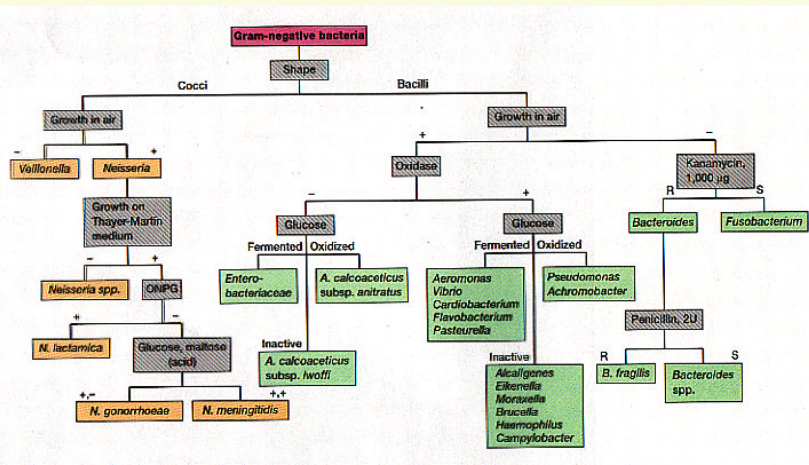 Gram-negative bacteria
Shape
Cocci
Bacilli
Growth in air
Growth in air
−
+
+
−
Veillonella
Neisseria
Oxidase
Kanamycin,
1,000 µg
R
S
Growth on
Thayer-Martin
medium
−
+
Glucose
Glucose
Bacteroides
Fusobacterium
Fermented
Oxidized
Fermented
Oxidized
−
+
Neisseria spp.
ONPG
Entero-
bacteriaceae
A. calcoaceticus
subsp. anitratus
Aeromonas
Vibrio
Cardiobacterium
Flavobacterium
Pasteurella
Pseudomonas
Achromobacter
+
−
Penicillin, 2U
N. lactamica
Glucose, maltose
(acid)
Inactive
A. calcoaceticus
subsp. lwoffi
Inactive
Alcaligenes
Eikenella
Moraxella
Brucella
Haemophilus
Campylobacter
R
S
B. fragilis
Bacteroides
spp.
+,-
+,+
N. gonorrhoeae
N. meningitidis